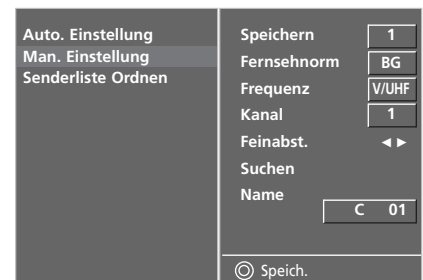 Auto. Einstellung
Man. Einstellung
Senderliste Ordnen
Speichern 1
Fernsehnorm BG
Frequenz V/UHF
Kanal 1
Feinabst. ◄ ►
Suchen
Name
C 01
Speich.